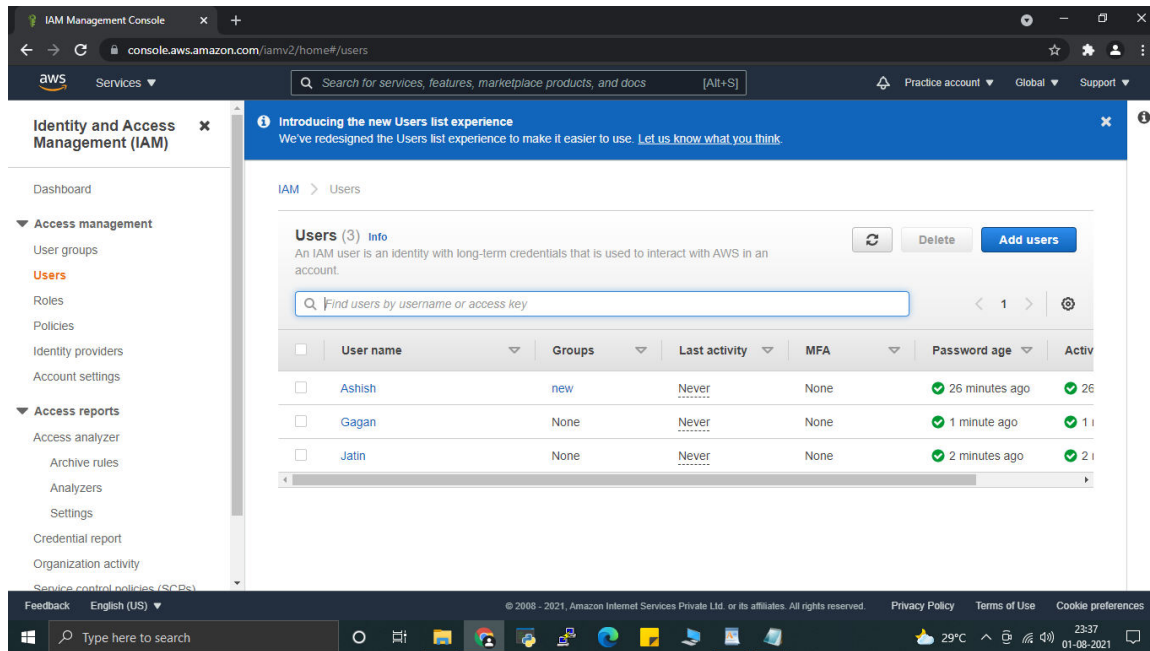 IAM Management Console
console.aws.amazon.com/iamv2/home#/users
aws
Services
Search for services, features, marketplace products, and docs
[Alt+S]
Practice account
Global
Support
Identity and Access
Management (IAM)
Dashboard
Access management
User groups
Users
Roles
Policies
Identity providers
Account settings
Access reports
Access analyzer
Archive rules
Analyzers
Settings
Credential report
Organization activity
Service control policies (SCPs)
Introducing the new Users list experience
We've redesigned the Users list experience to make it easier to use. Let us know what you think.
IAM > Users
Users (3) Info
An IAM user is an identity with long-term credentials that is used to interact with AWS in an
account.
Delete
Add users
Find users by username or access key
1
User name Groups Last activity MFA Password age Activ
Ashish new Never None 26 minutes ago 26
Gagan None Never None 1 minute ago 1
Jatin None Never None 2 minutes ago 2
Feedback
English (US)
© 2008 - 2021, Amazon Internet Services Private Ltd. or its affiliates. All rights reserved.
Privacy Policy
Terms of Use
Cookie preferences
Type here to search
29°C
23:37
01-08-2021